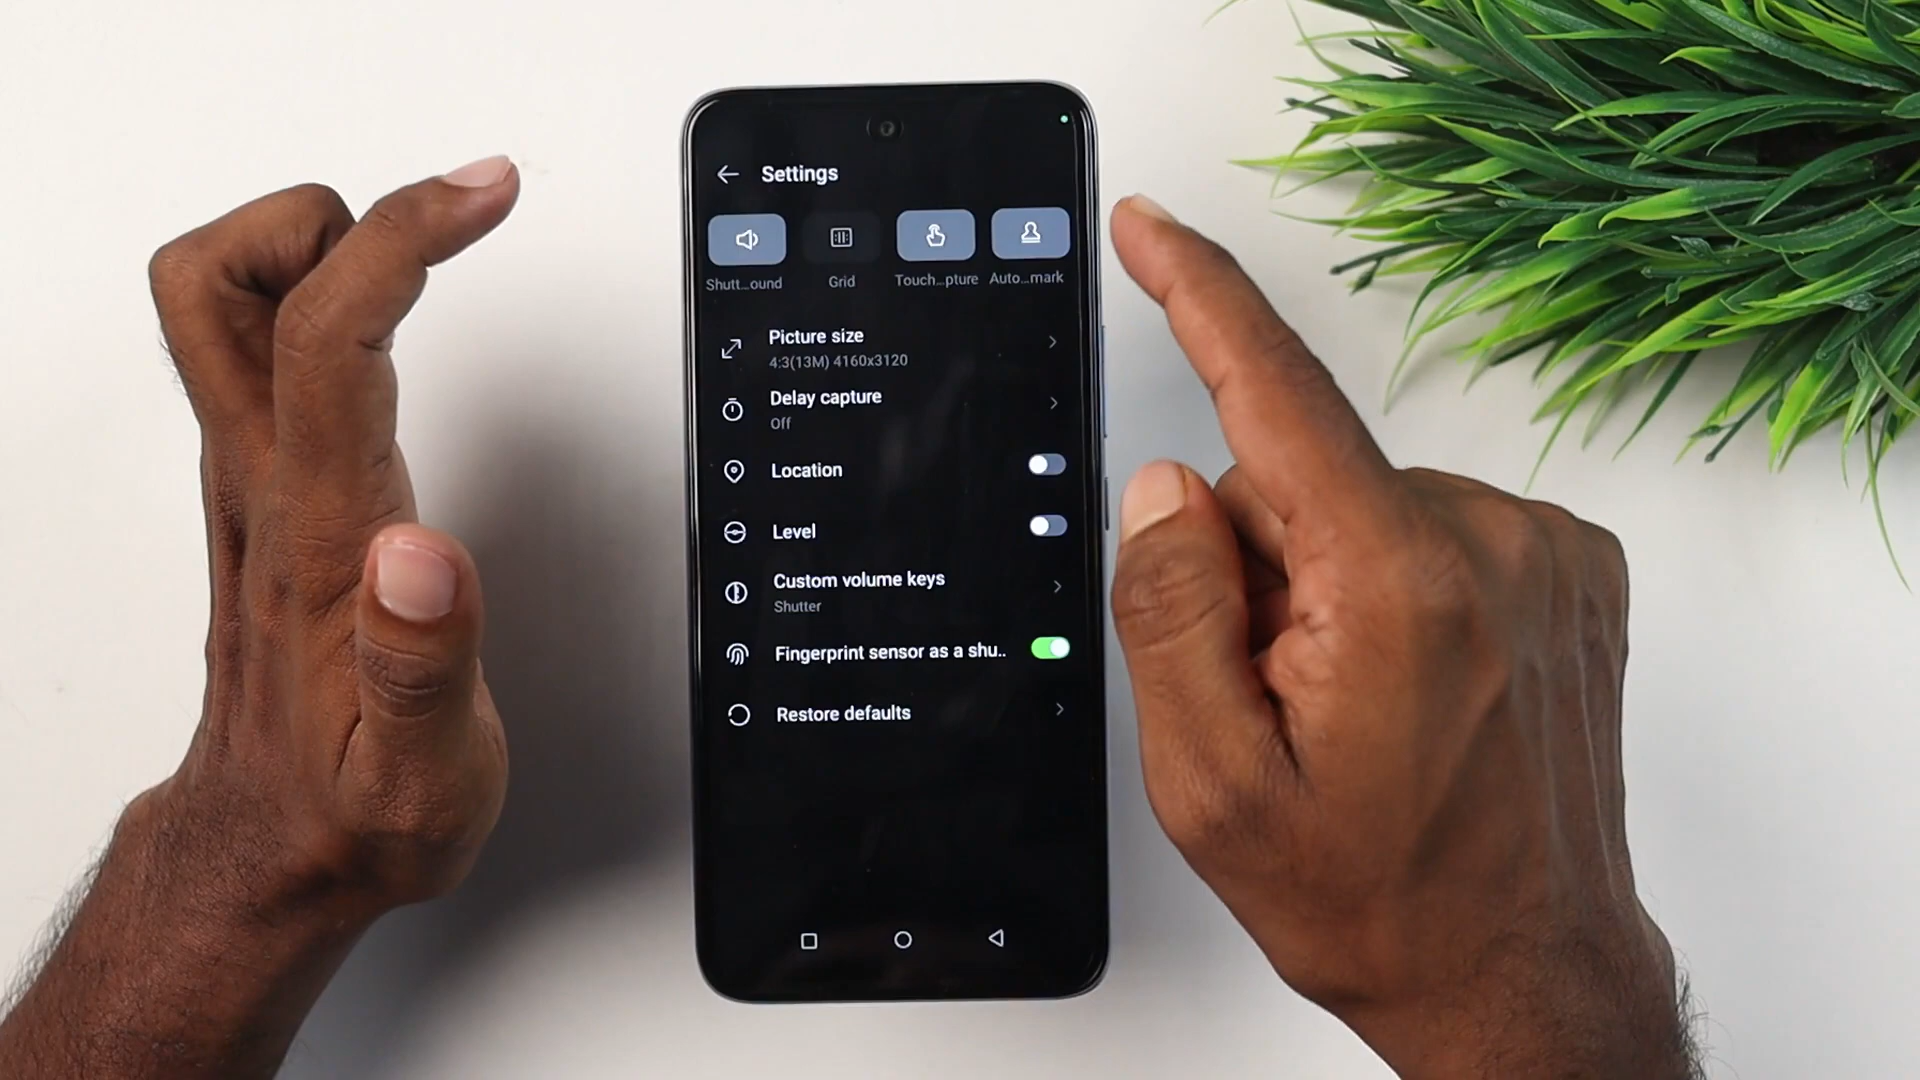 Settings
Shutt...ound
Grid
Touch...pture
Auto...mark
Picture size
4:3(13M) 4160x3120
Delay capture
Off
Location
Level
Custom volume keys
Shutter
Fingerprint sensor as a shu..
Restore defaults